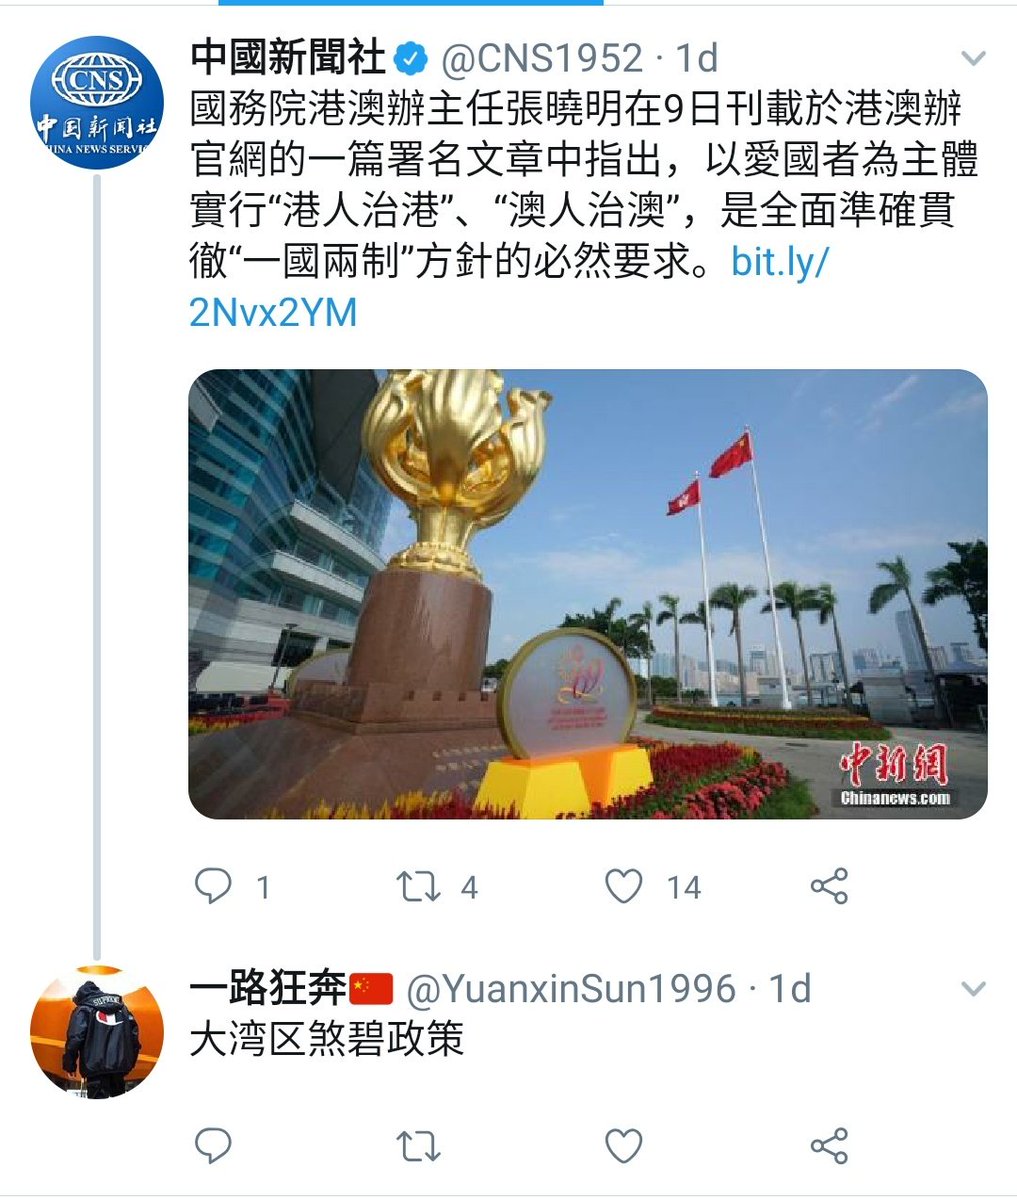 CNS
中国新闻社
中國新聞社 @CNS1952 · 1d
國務院港澳辦主任張曉明在9日刊載於港澳辦
官網的一篇署名文章中指出，以愛國者為主體
實行“港人治港”、“澳人治澳”，是全面準確貫
徹“一國兩制”方針的必然要求。bit.ly/
2Nvx2YM
中新網
Chinanews.com
1 4 14
一路狂奔🇨🇳 @YuanxinSun1996 · 1d
大湾区煞碧政策